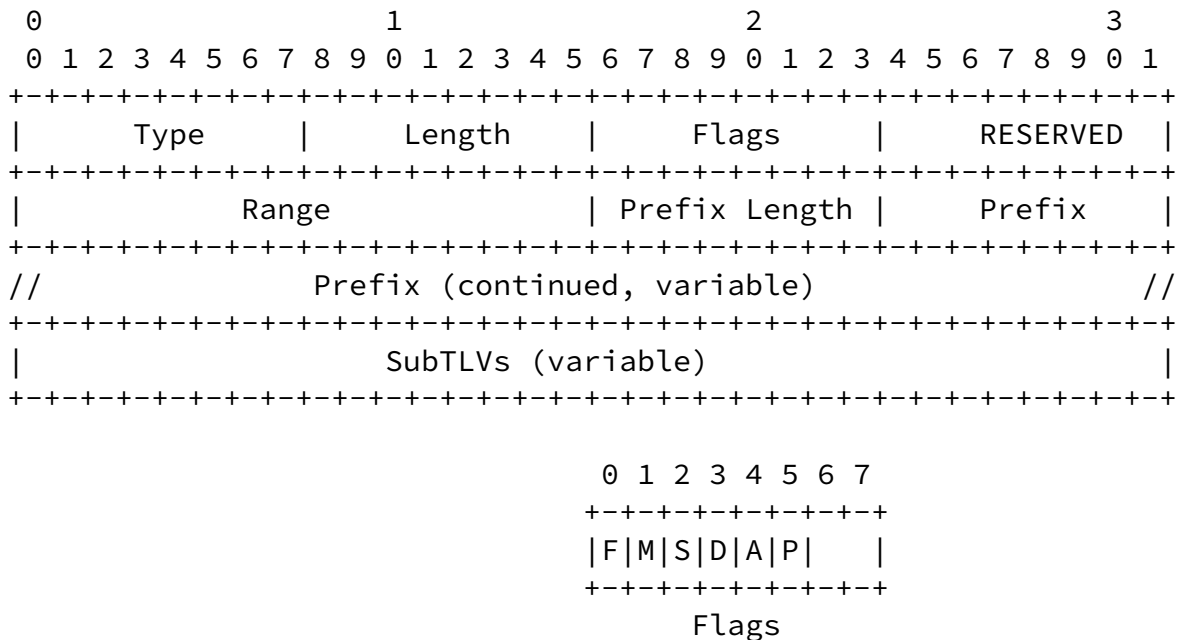 0                   1                   2                   3
0 1 2 3 4 5 6 7 8 9 0 1 2 3 4 5 6 7 8 9 0 1 2 3 4 5 6 7 8 9 0 1
+-+-+-+-+-+-+-+-+-+-+-+-+-+-+-+-+-+-+-+-+-+-+-+-+-+-+-+-+-+-+-+-+
|      Type     |     Length    |     Flags     |     RESERVED  |
+-+-+-+-+-+-+-+-+-+-+-+-+-+-+-+-+-+-+-+-+-+-+-+-+-+-+-+-+-+-+-+-+
|            Range              | Prefix Length |     Prefix    |
+-+-+-+-+-+-+-+-+-+-+-+-+-+-+-+-+-+-+-+-+-+-+-+-+-+-+-+-+-+-+-+-+
//               Prefix (continued, variable)                  //
+-+-+-+-+-+-+-+-+-+-+-+-+-+-+-+-+-+-+-+-+-+-+-+-+-+-+-+-+-+-+-+-+
|                    SubTLVs (variable)                         |
+-+-+-+-+-+-+-+-+-+-+-+-+-+-+-+-+-+-+-+-+-+-+-+-+-+-+-+-+-+-+-+-+
0 1 2 3 4 5 6 7
+-+-+-+-+-+-+-+-+
|F|M|S|D|A|P|   |
+-+-+-+-+-+-+-+-+
Flags